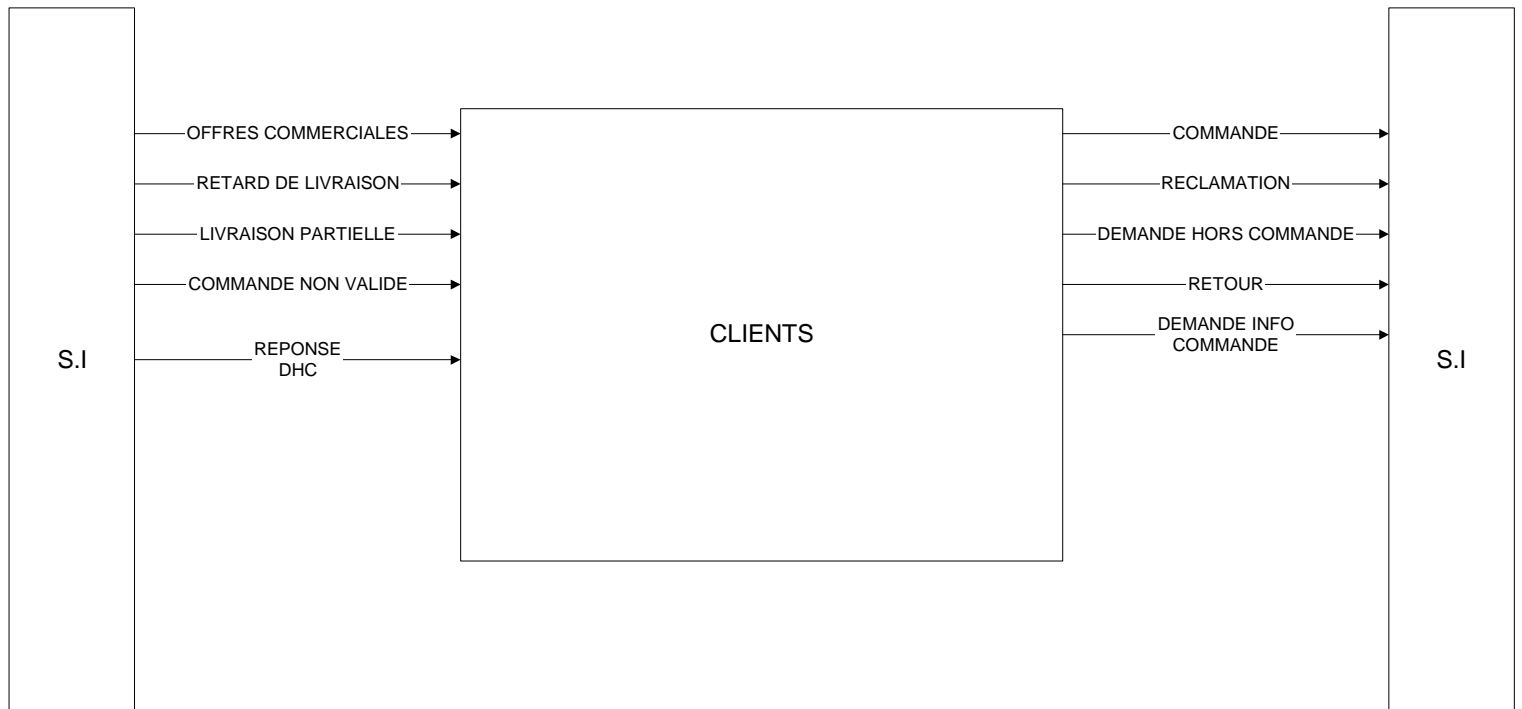 OFFRES COMMERCIALES
RETARD DE LIVRAISON
LIVRAISON PARTIELLE
COMMANDE NON VALIDE
REPONSE
DHC
S.I
CLIENTS
COMMANDE
RECLAMATION
DEMANDE HORS COMMANDE
RETOUR
DEMANDE INFO
COMMANDE
S.I